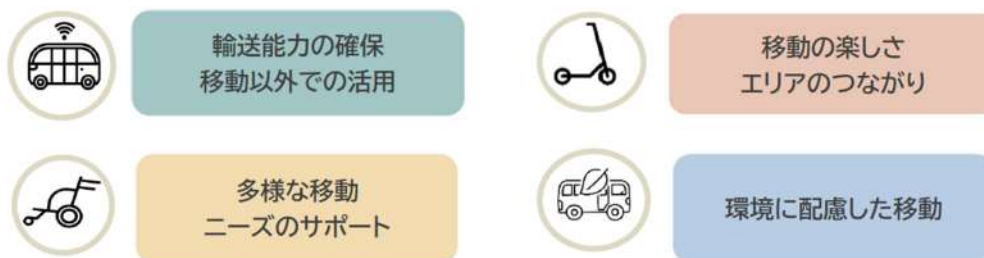 輸送能力の確保
移動以外での活用
移動の楽しさ
エリアのつながり
多様な移動
ニーズのサポート
環境に配慮した移動